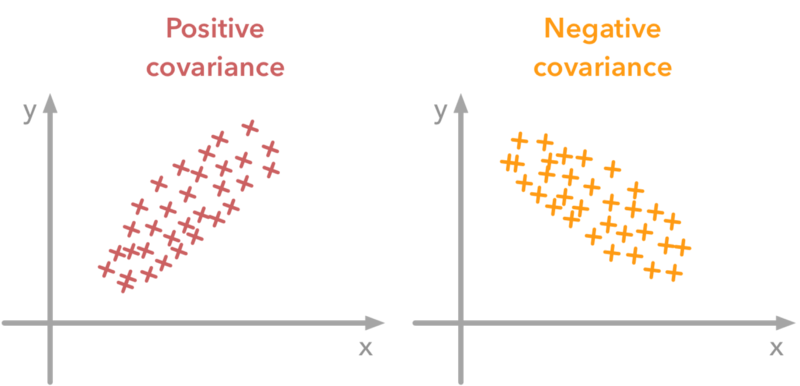 Positive
covariance
Negative
covariance
y
x
y
x